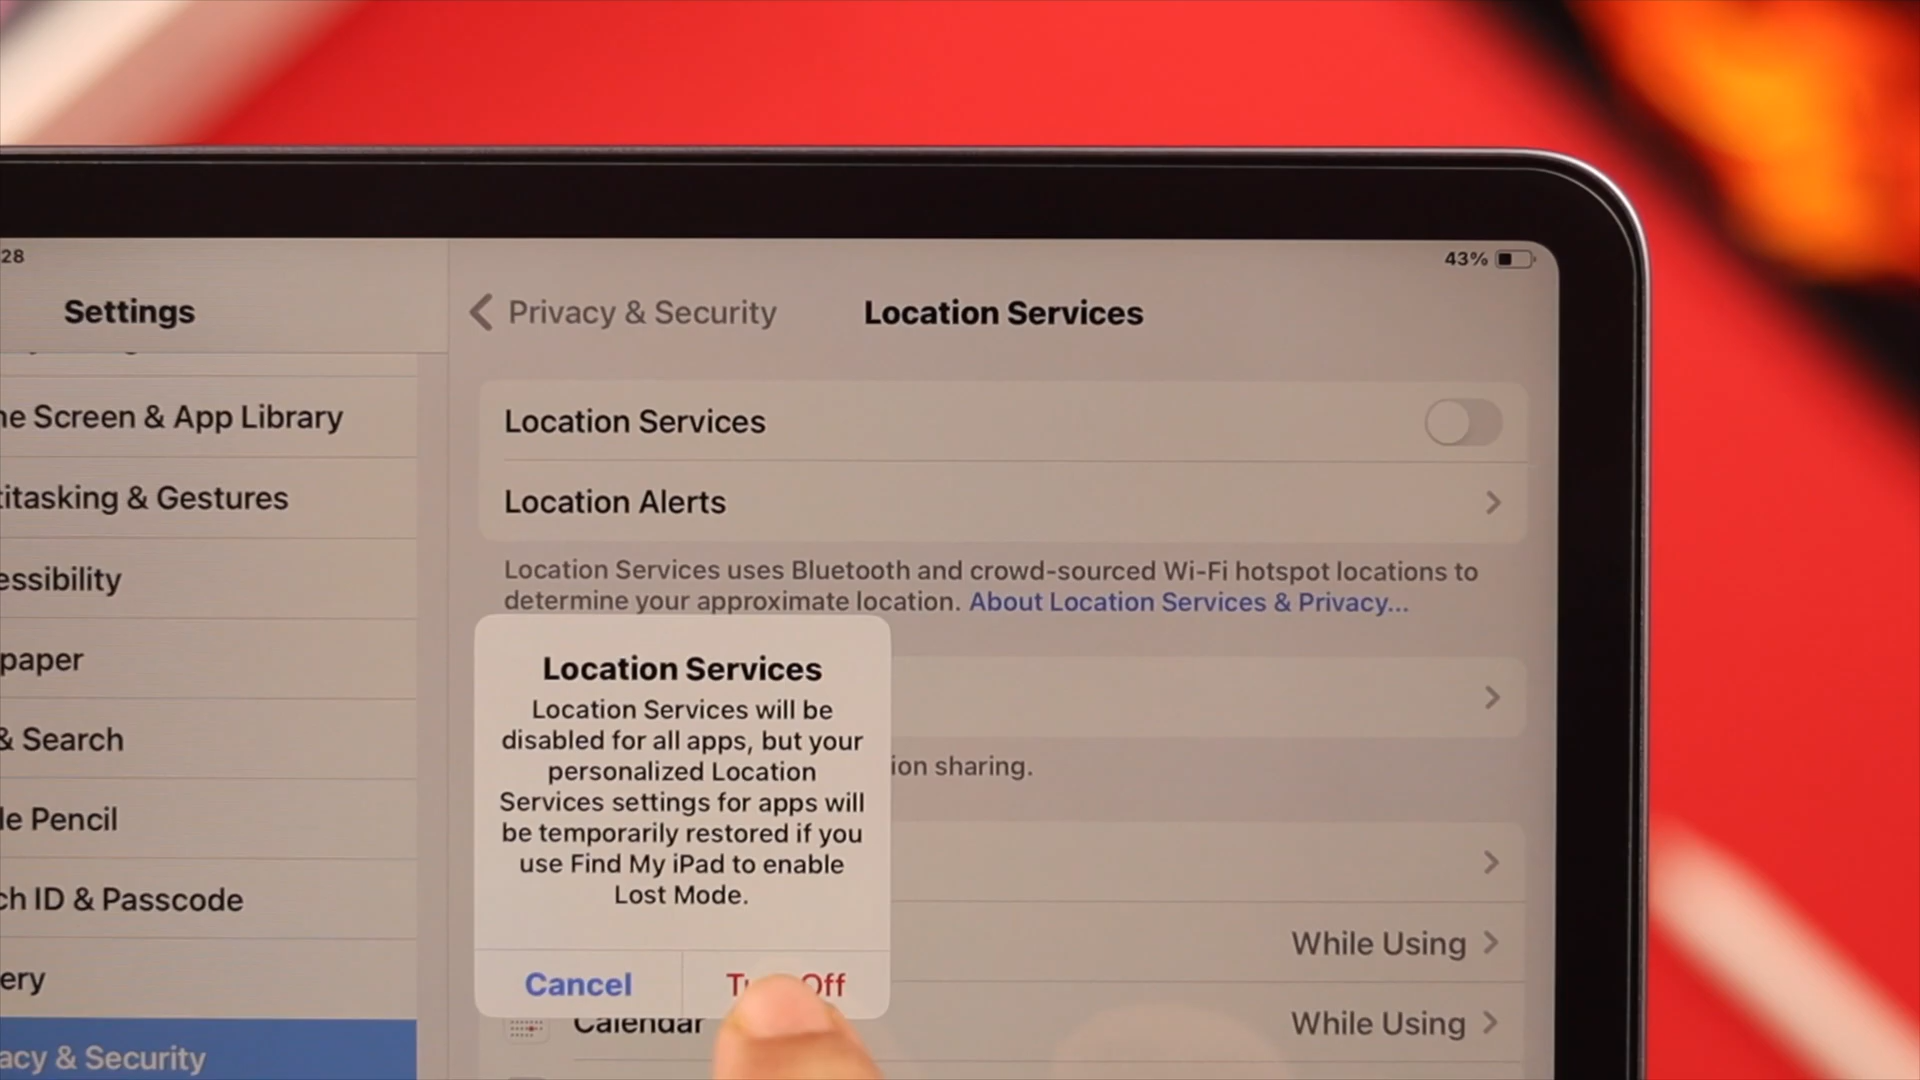 28
43%
Settings
Privacy & Security
Location Services
ne Screen & App Library
Location Services
titasking & Gestures
Location Alerts
essibility
Location Services uses Bluetooth and crowd-sourced Wi-Fi hotspot locations to
determine your approximate location. About Location Services & Privacy...
paper
Location Services
Location Services will be
disabled for all apps, but your
personalized Location
Services settings for apps will
be temporarily restored if you
use Find My iPad to enable
Lost Mode.
Cancel
Off
ion sharing.
& Search
le Pencil
ch ID & Passcode
ery
acy & Security
While Using
Calendar
While Using